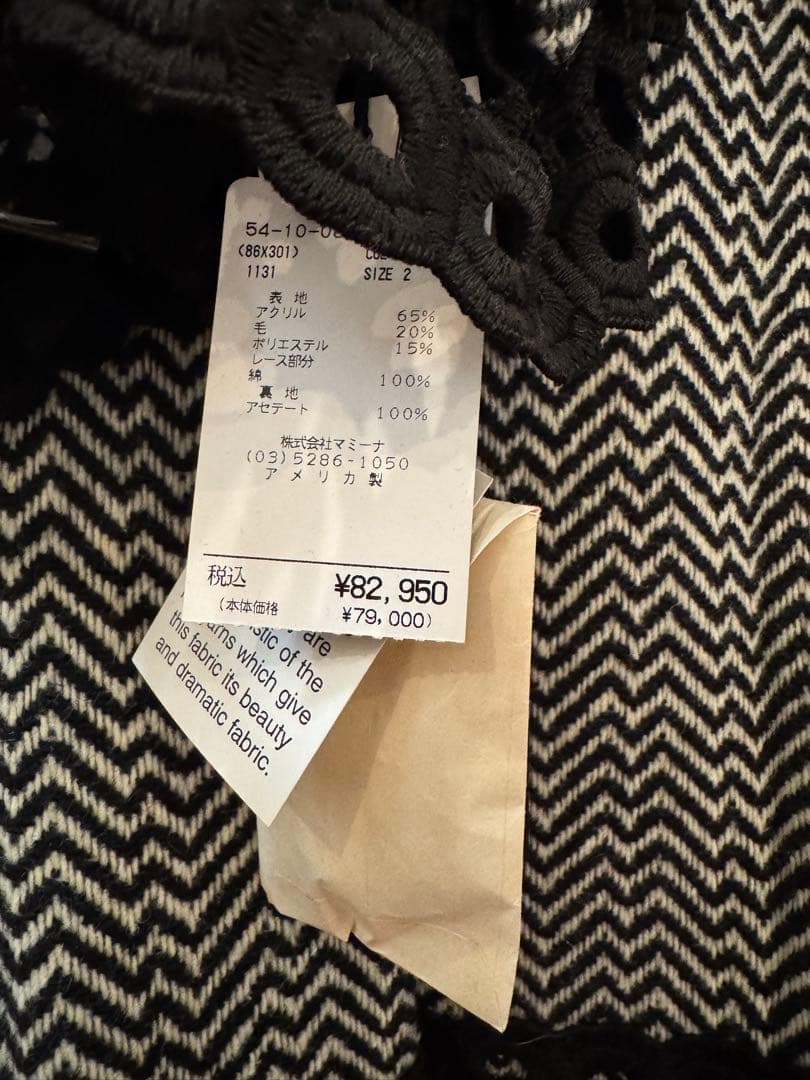 54-10-0
(86X301)
1131 SIZE 2
表 地
アクリル 65%
毛 20%
ポリエステル 15%
レース部分
綿 100%
裏 地
アセテート 100%
株式会社マミーナ
(03)5286-1050
アメリカ製
税込 ¥82,950
(本体価格 ¥79,000)
are
of the
which give
this fabric its beauty
and dramatic fabric.